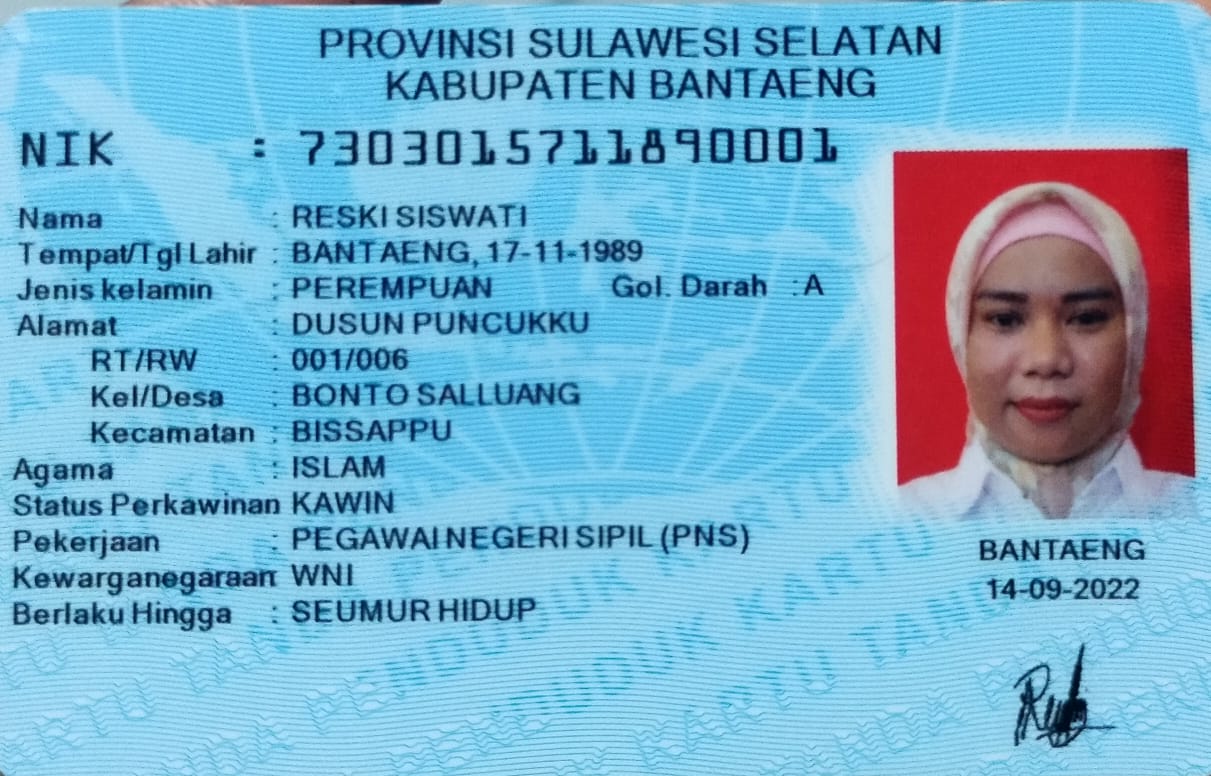 PROVINSI SULAWESI SELATAN
KABUPATEN BANTAENG
NIK : 7303015711890001
Nama : RESKI SISWATI
Tempat/Tgl Lahir : BANTAENG, 17-11-1989
Jenis kelamin : PEREMPUAN Gol. Darah : A
Alamat : DUSUN PUNCUKKU
RT/RW : 001/006
Kel/Desa : BONTO SALLUANG
Kecamatan : BISSAPPU
Agama : ISLAM
Status Perkawinan KAWIN
Pekerjaan : PEGAWAI NEGERI SIPIL (PNS)
Kewarganegaraan WNI
Berlaku Hingga : SEUMUR HIDUP
BANTAENG
14-09-2022